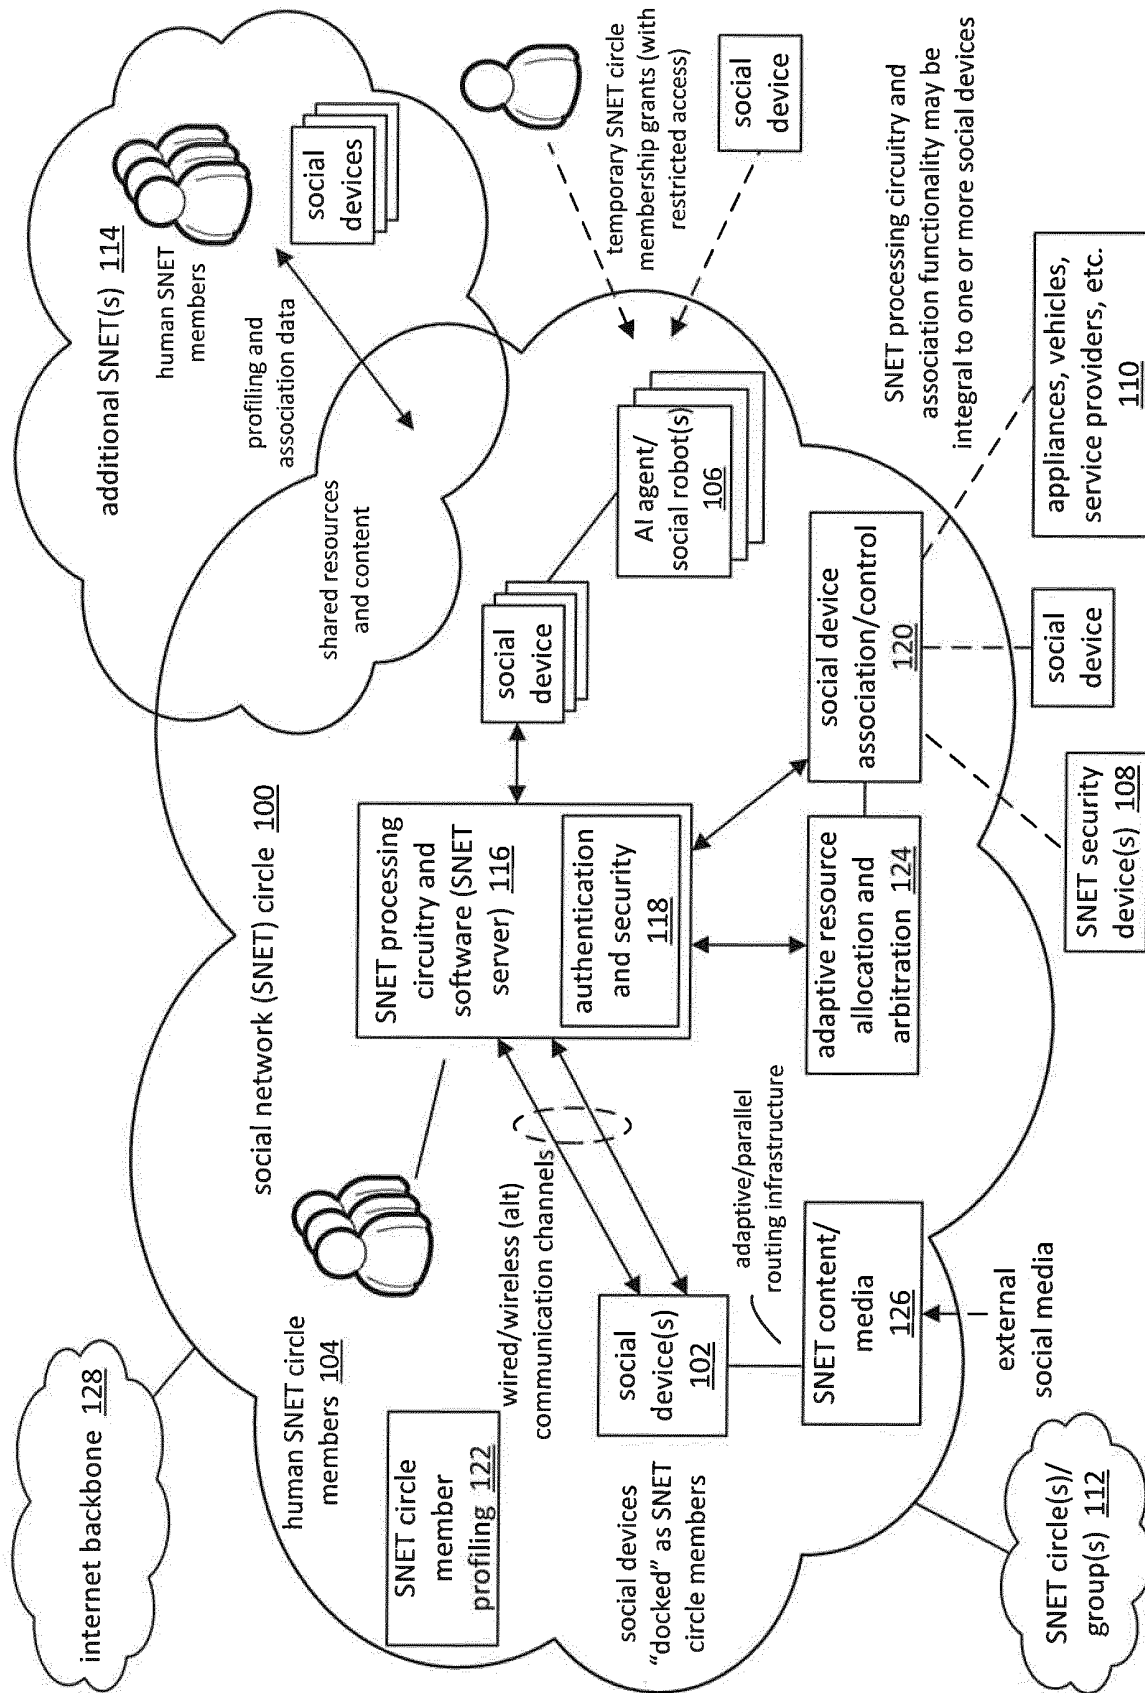 internet backbone 128
additional SNET(s) 114
human SNET
members
social
devices
profiling and
association data
shared resources
and content
social network (SNET) circle 100
human SNET circle
members 104
SNET circle
member
profiling 122
wired/wireless (alt)
communication channels
SNET processing
circuitry and
software (SNET
server) 116
authentication
and security
118
social
device
AI agent/
social robot(s)
106
temporary SNET circle
membership grants (with
restricted access)
social
device
social devices
“docked” as SNET
circle members
social
device(s)
102
adaptive/parallel
routing infrastructure
SNET content/
media
126
external
social media
adaptive resource
allocation and
arbitration 124
social device
association/control
120
SNET processing circuitry and
association functionality may be
integral to one or more social devices
SNET circle(s)/
group(s) 112
SNET security
device(s) 108
social
device
appliances, vehicles,
service providers, etc.
110